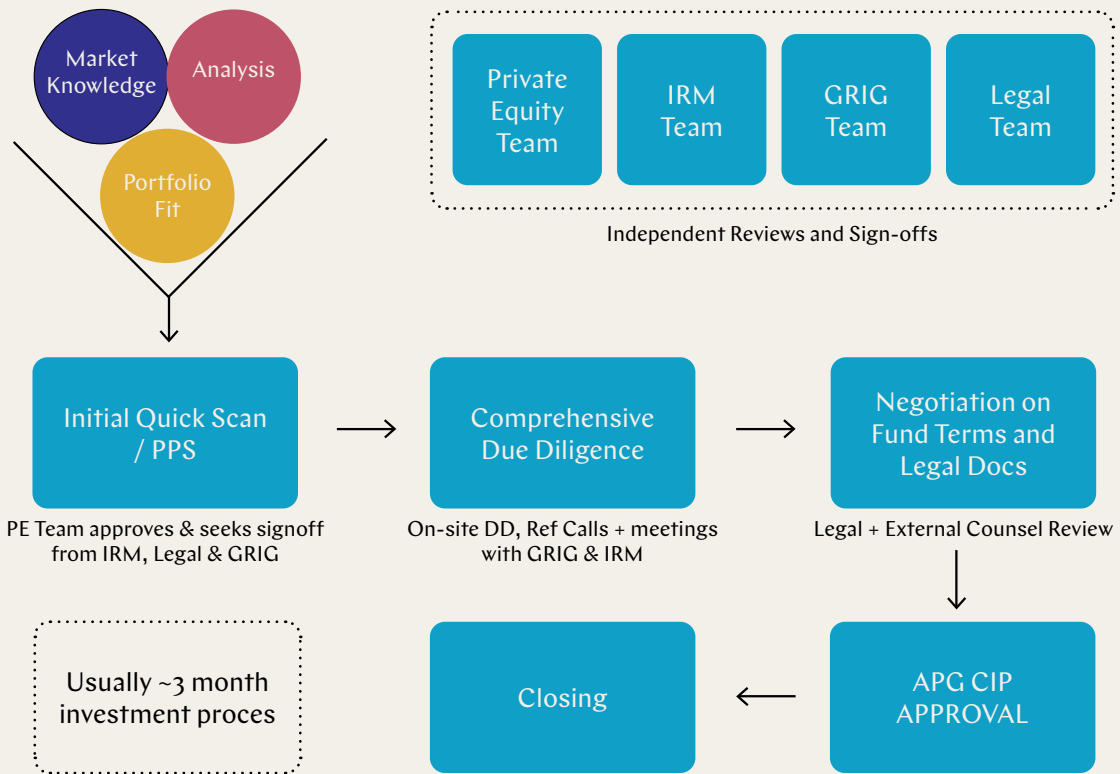 Market
Knowledge
Analysis
Portfolio
Fit
Private
Equity
Team
IRM
Team
GRIG
Team
Legal
Team
Independent Reviews and Sign-offs
Initial Quick Scan
/ PPS
PE Team approves & seeks signoff
from IRM, Legal & GRIG
Comprehensive
Due Diligence
On-site DD, Ref Calls + meetings
with GRIG & IRM
Negotiation on
Fund Terms and
Legal Docs
Legal + External Counsel Review
Usually ~3 month
investment proces
Closing
APG CIP
APPROVAL